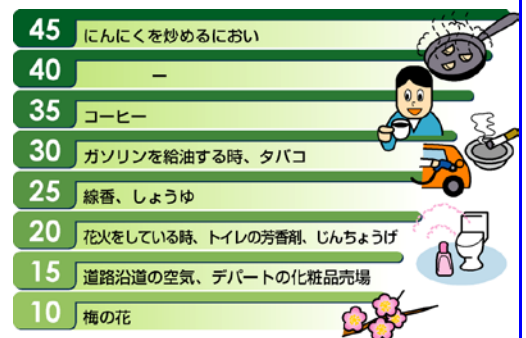 45 にんにくを炒めるにおい
40 ー
35 コーヒー
30 ガソリンを給油する時、タバコ
25 線香、しょうゆ
20 花火をしている時、トイレの芳香剤、じんちょうげ
15 道路沿道の空気、デパートの化粧品売場
10 梅の花